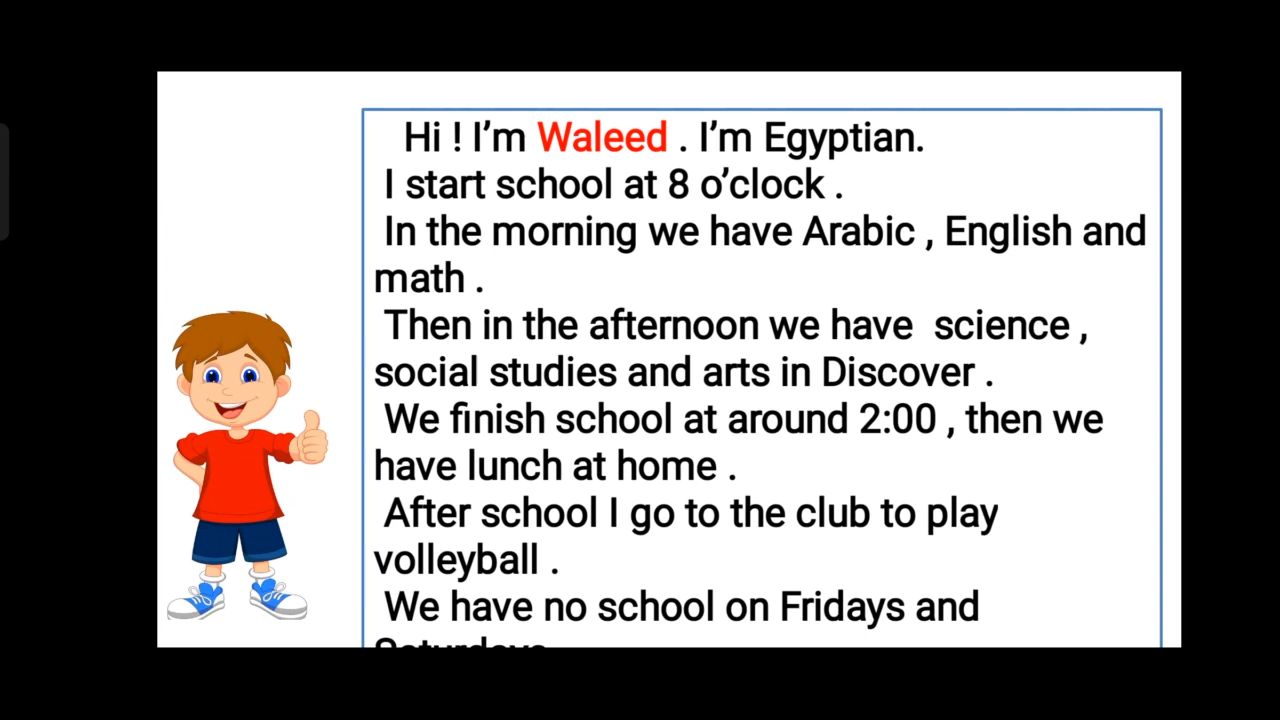 Hi ! I’m Waleed . I’m Egyptian.
I start school at 8 o’clock .
In the morning we have Arabic , English and
math .
Then in the afternoon we have science ,
social studies and arts in Discover .
We finish school at around 2:00 , then we
have lunch at home .
After school I go to the club to play
volleyball .
We have no school on Fridays and